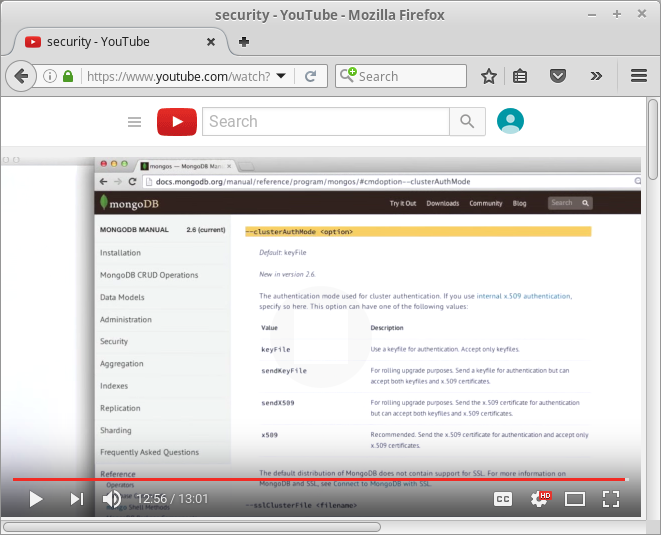 security - YouTube - Mozilla Firefox
security - YouTube
https://www.youtube.com/watch?
Search
Search
mongos — MongoDB Man
docs.mongodb.org/manual/reference/program/mongos/#cmdoption--clusterAuthMode
mongoDB
Try It Out Downloads Community Blog Search
MONGODB MANUAL 2.6 (current)
Installation
MongoDB CRUD Operations
Data Models
Administration
Security
Aggregation
Indexes
Replication
Sharding
Frequently Asked Questions
Reference
Operators
Mongo Shell Methods
--clusterAuthMode <option>
Default: keyFile
New in version 2.6.
The authentication mode used for cluster authentication. If you use internal x.509 authentication,
specify so here. This option can have one of the following values:
Value Description
keyFile Use a keyfile for authentication. Accept only keyfiles.
sendKeyFile For rolling upgrade purposes. Send a keyfile for authentication but can
accept both keyfiles and x.509 certificates.
sendX509 For rolling upgrade purposes. Send the x.509 certificate for authentication
but can accept both keyfiles and x.509 certificates.
x509 Recommended. Send the x.509 certificate for authentication and accept only
x.509 certificates.
The default distribution of MongoDB does not contain support for SSL. For more information
on MongoDB and SSL, see Connect to MongoDB with SSL.
--sslClusterFile <filename>
12:56 / 13:01
CC
HD